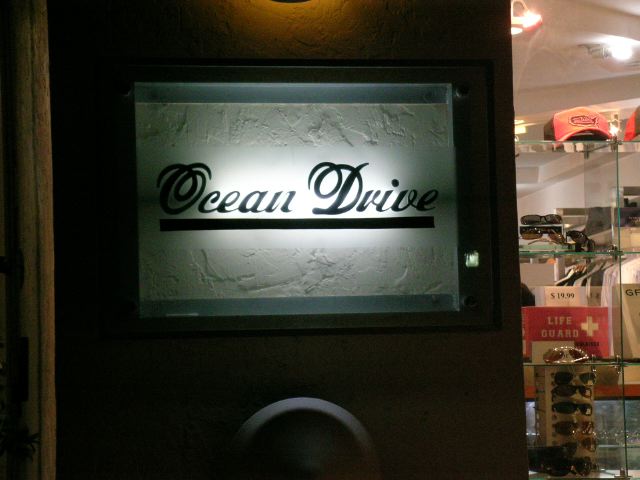 Ocean Drive
$ 19.99
LIFE
GUARD